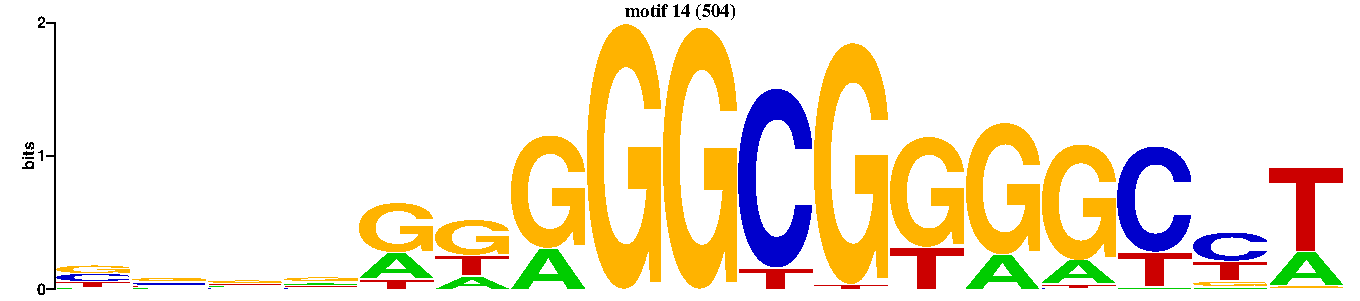 motif 14 (504)
2
bits
1
0
G G G G G C G G G G C C T
A T A T T A A T T A
T A G